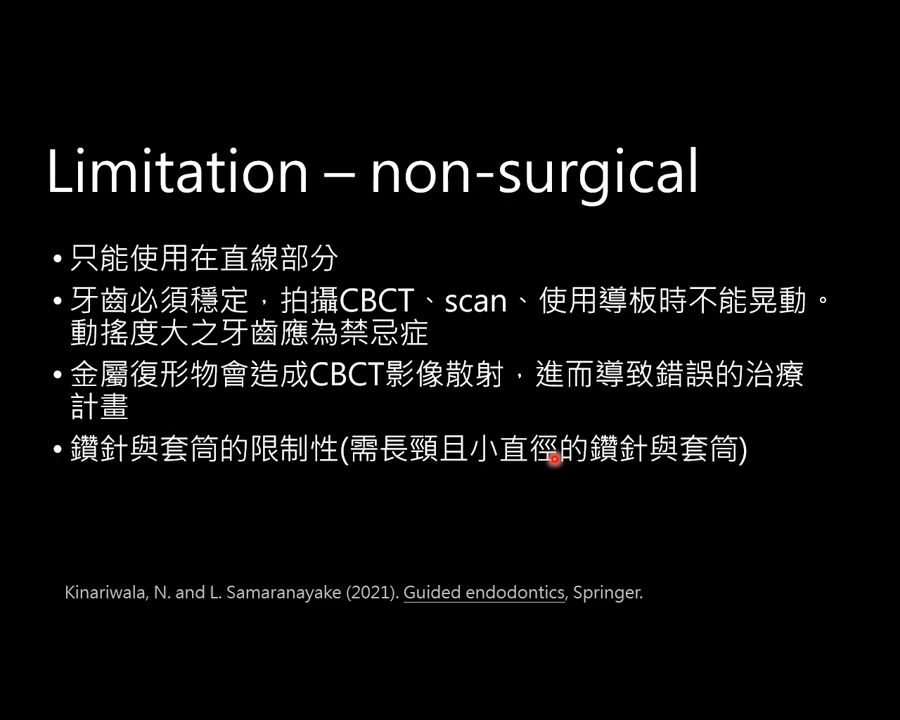 Limitation – non-surgical
• 只能使用在直線部分
• 牙齒必須穩定，拍攝CBCT、scan、使用導板時不能晃動。
動搖度大之牙齒應為禁忌症
• 金屬復形物會造成CBCT影像散射，進而導致錯誤的治療
計畫
• 鑽針與套筒的限制性(需長頸且小直徑的鑽針與套筒)
Kinariwala, N. and L. Samaranayake (2021). Guided endodontics, Springer.